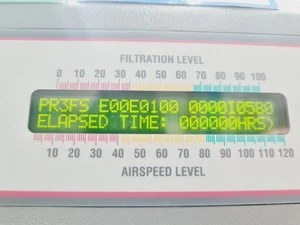 FILTRATION LEVEL
0 10 20 30 40 50 60 70 80 90 100
PR3FS E00E0100 0000I0580
ELAPSED TIME: 000000HRS)
10 20 30 40 50 60 70 80 90 100 110 120
AIRSPEED LEVEL